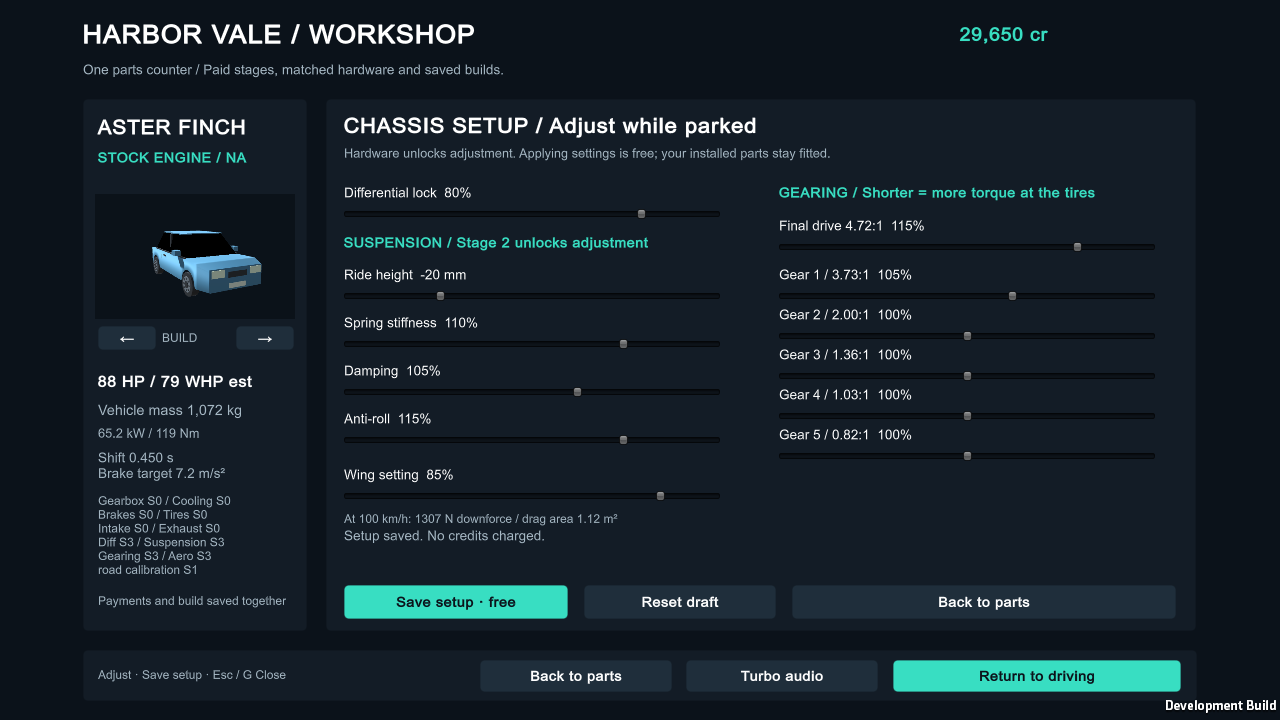 HARBOR VALE / WORKSHOP
29,650 cr
One parts counter / Paid stages, matched hardware and saved builds.
ASTER FINCH
STOCK ENGINE / NA
← BUILD →
88 HP / 79 WHP est
Vehicle mass 1,072 kg
65.2 kW / 119 Nm
Shift 0.450 s
Brake target 7.2 m/s²
Gearbox S0 / Cooling S0
Brakes S0 / Tires S0
Intake S0 / Exhaust S0
Diff S3 / Suspension S3
Gearing S3 / Aero S3
road calibration S1
Payments and build saved together
CHASSIS SETUP / Adjust while parked
Hardware unlocks adjustment. Applying settings is free; your installed parts stay fitted.
Differential lock 80%
SUSPENSION / Stage 2 unlocks adjustment
Ride height -20 mm
Spring stiffness 110%
Damping 105%
Anti-roll 115%
Wing setting 85%
At 100 km/h: 1307 N downforce / drag area 1.12 m²
Setup saved. No credits charged.
GEARING / Shorter = more torque at the tires
Final drive 4.72:1 115%
Gear 1 / 3.73:1 105%
Gear 2 / 2.00:1 100%
Gear 3 / 1.36:1 100%
Gear 4 / 1.03:1 100%
Gear 5 / 0.82:1 100%
Save setup · free
Reset draft
Back to parts
Adjust · Save setup · Esc / G Close
Back to parts
Turbo audio
Return to driving
Development Build